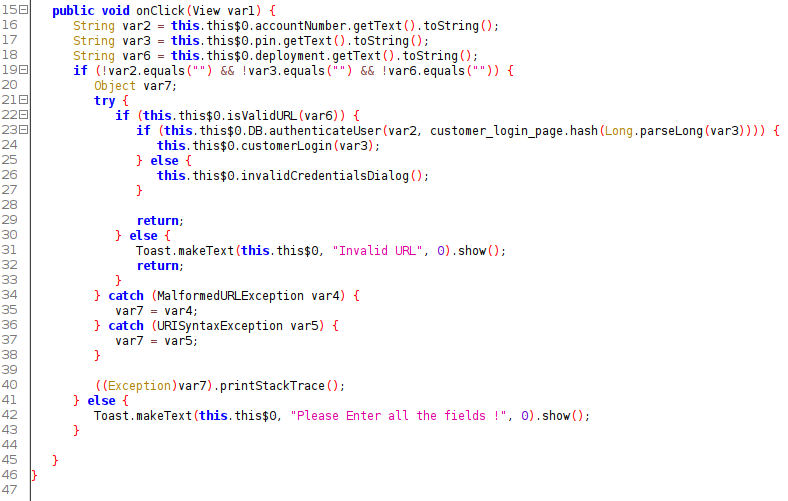 15 public void onClick(View var1) {
16 String var2 = this.this$0.accountNumber.getText().toString();
17 String var3 = this.this$0.pin.getText().toString();
18 String var6 = this.this$0.deployment.getText().toString();
19 if (!var2.equals("") && !var3.equals("") && !var6.equals("")) {
20 Object var7;
21 try {
22 if (this.this$0.isValidURL(var6)) {
23 if (this.this$0.DB.authenticateUser(var2, customer_login_page.hash(Long.parseLong(var3)))) {
24 this.this$0.customerLogin(var3);
25 } else {
26 this.this$0.invalidCredentialsDialog();
27 }
28
29 return;
30 } else {
31 Toast.makeText(this.this$0, "Invalid URL", 0).show();
32 return;
33 }
34 } catch (MalformedURLException var4) {
35 var7 = var4;
36 } catch (URISyntaxException var5) {
37 var7 = var5;
38 }
39
40 ((Exception)var7).printStackTrace();
41 } else {
42 Toast.makeText(this.this$0, "Please Enter all the fields !", 0).show();
43 }
44
45 }
46 }
47